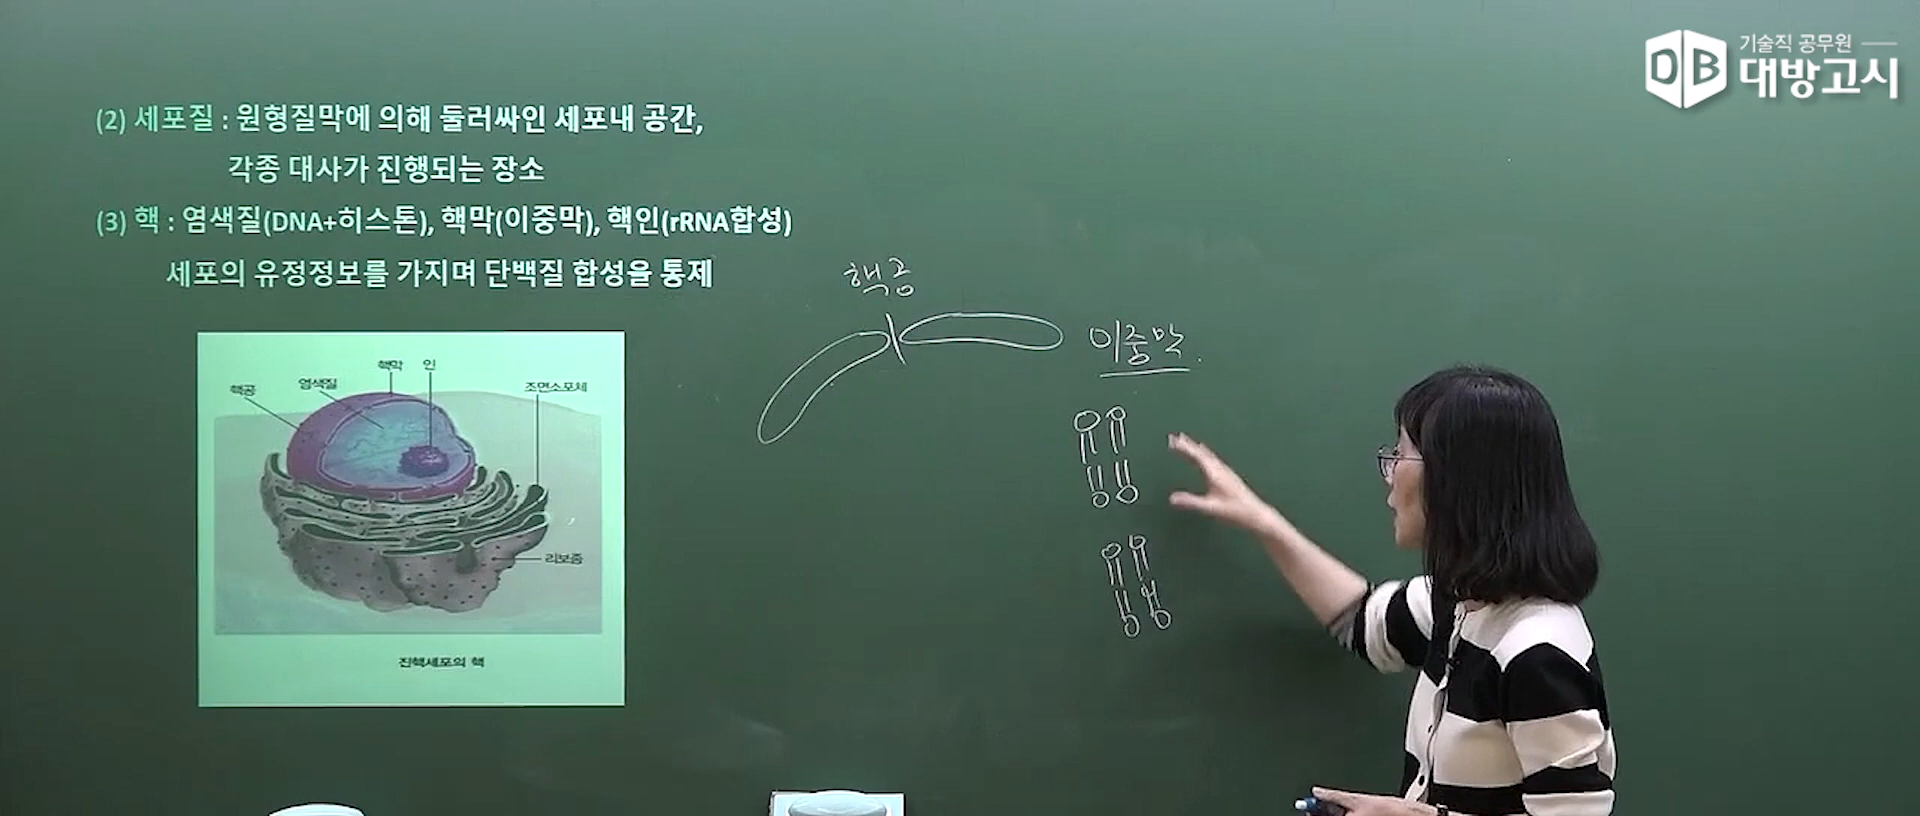 기술직 공무원
DB 대방고시
(2) 세포질 : 원형질막에 의해 둘러싸인 세포내 공간,
각종 대사가 진행되는 장소
(3) 핵 : 염색질(DNA+히스톤), 핵막(이중막), 핵인(rRNA합성)
세포의 유정정보를 가지며 단백질 합성을 통제
핵공
이중막.
핵막 인
핵공 염색질 조면소포체
리보좀
진핵세포의 핵